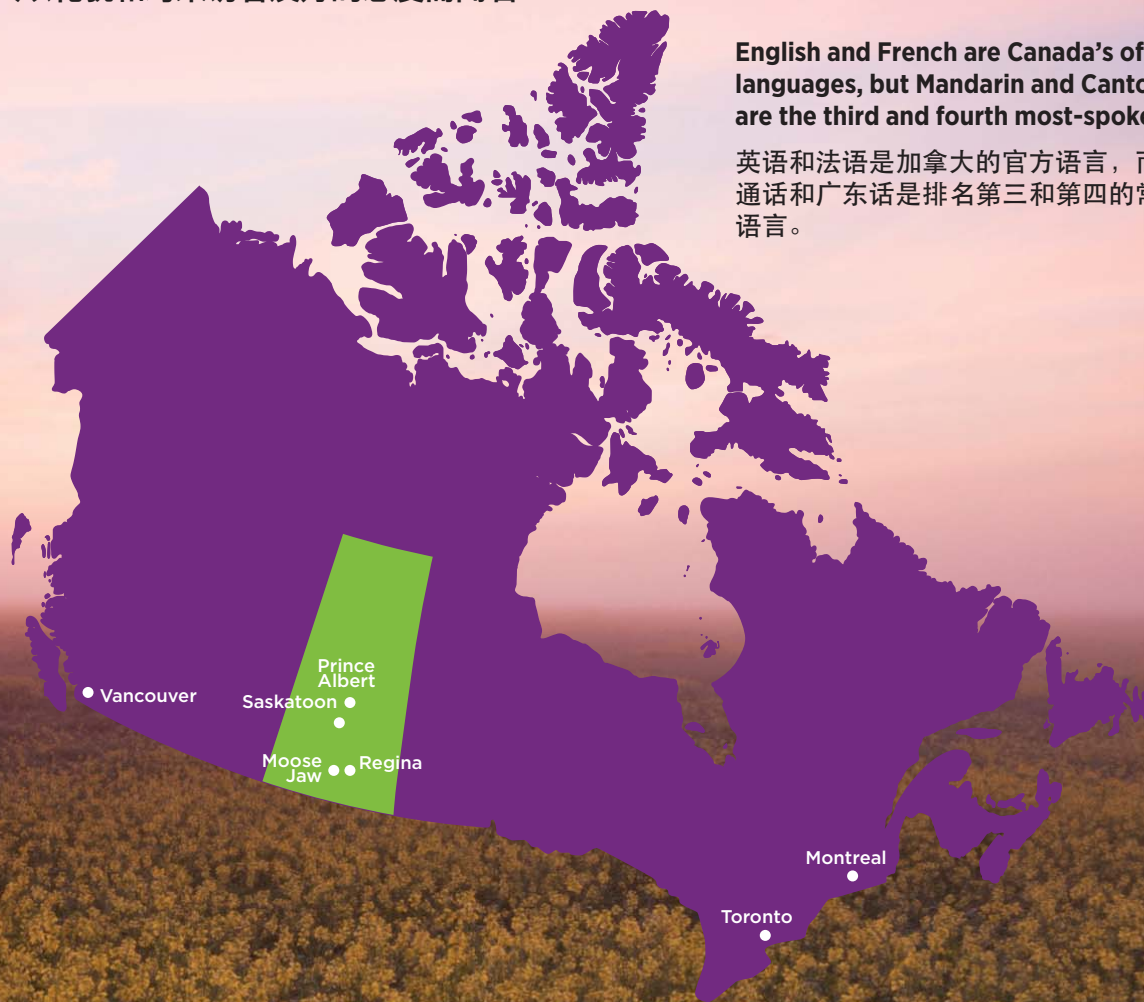 English and French are Canada’s of
languages, but Mandarin and Canto
are the third and fourth most-spoke
英语和法语是加拿大的官方语言，而
通话和广东话是排名第三和第四的常
语言。
Prince
Albert
Vancouver
Saskatoon
Moose
Jaw
Regina
Montreal
Toronto